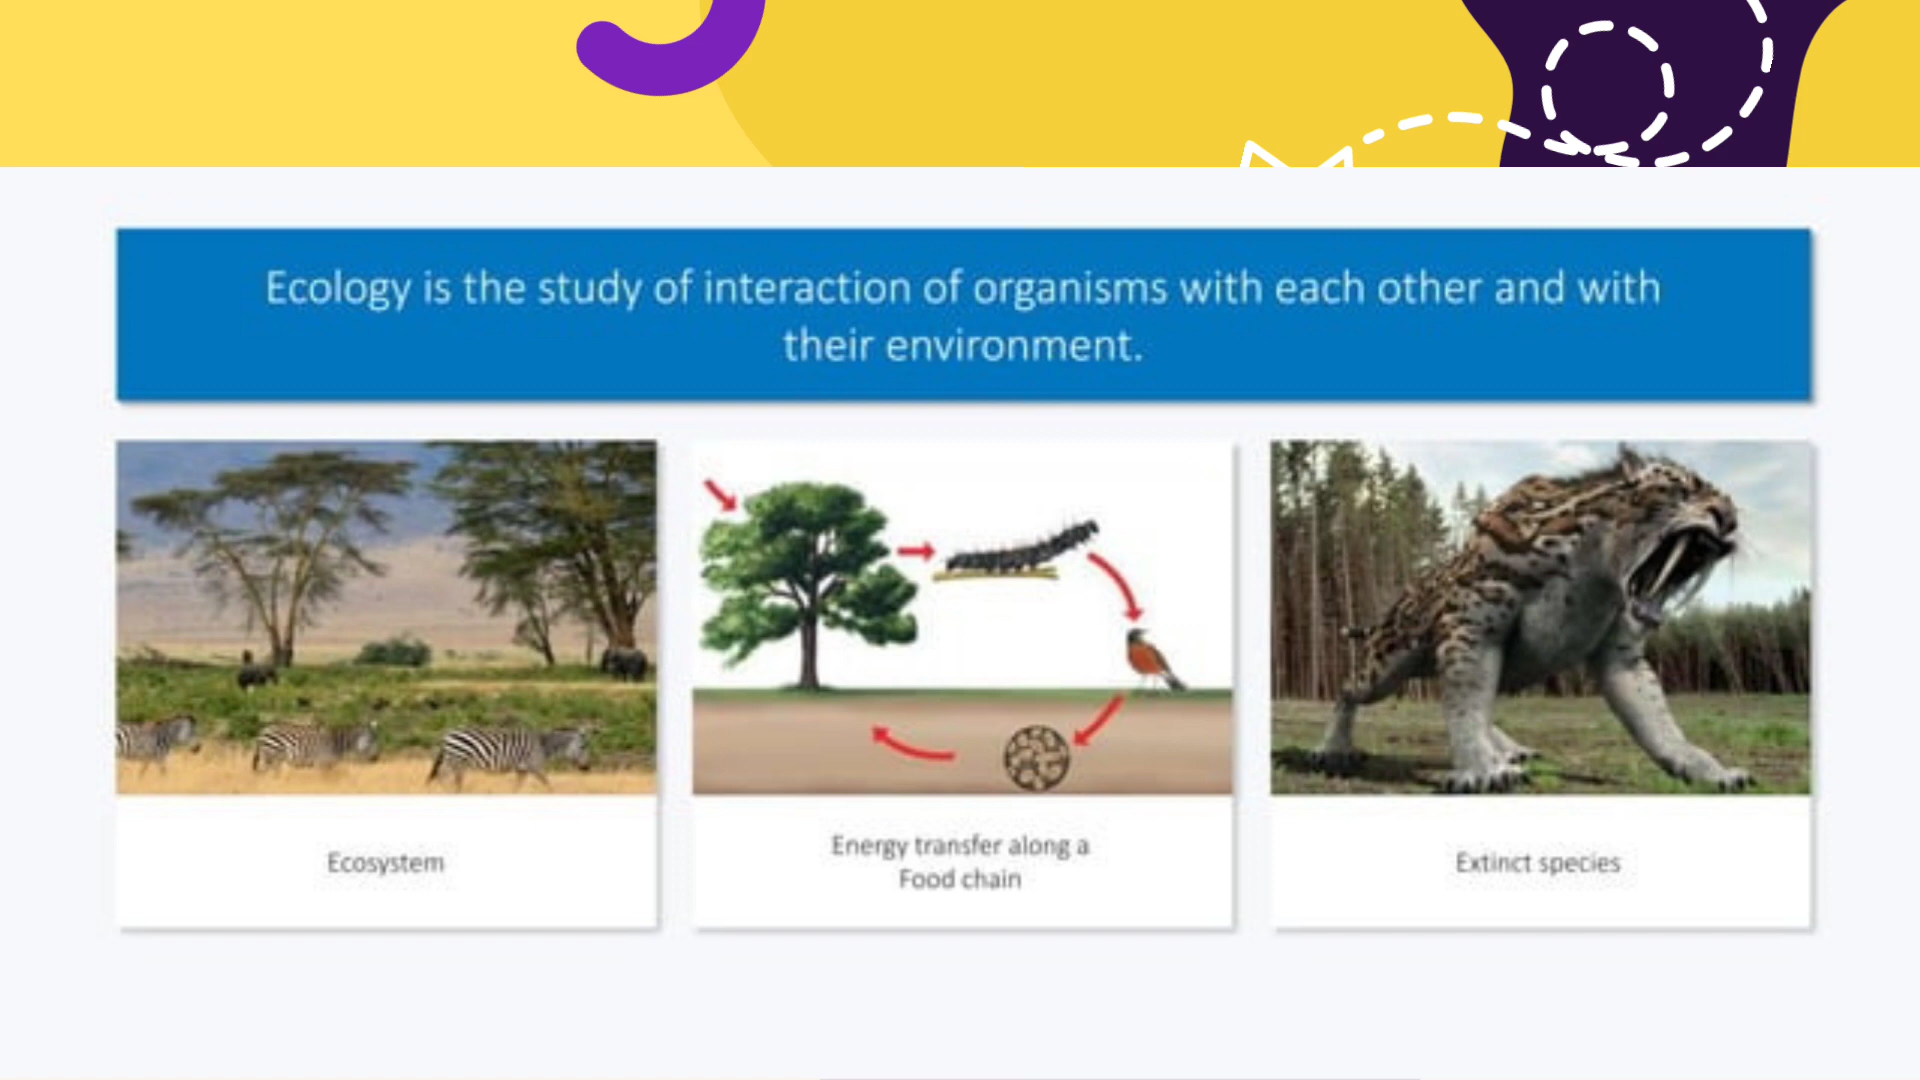 Ecology is the study of interaction of organisms with each other and with
their environment.
Ecosystem
Energy transfer along a
Food chain
Extinct species